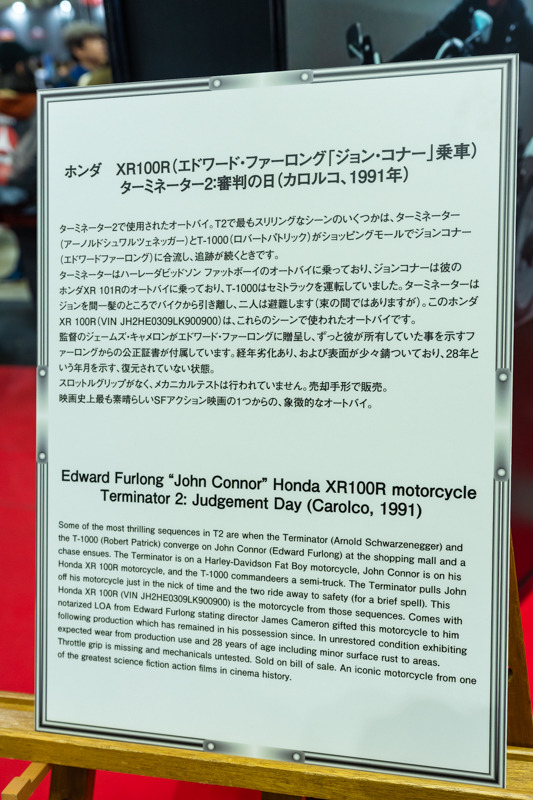 ホンダ　XR100R(エドワード・ファーロング「ジョン・コナー」乗車)
ターミネーター2:審判の日(カロルコ、1991年)
ターミネーター2で使用されたオートバイ。T2で最もスリリングなシーンのいくつかは、ターミネーター
(アーノルドシュワルツェネッガー)とT-1000(ロバートパトリック)がショッピングモールでジョンコナー
(エドワードファーロング)に合流し、追跡が続くときです。
ターミネーターはハーレーダビッドソン ファットボーイのオートバイに乗っており、ジョンコナーは彼の
ホンダXR 101Rのオートバイに乗っており、T-1000はセミトラックを運転していました。ターミネーターは
ジョンを間一髪のところでバイクから引き離し、二人は避難します(束の間ではありますが)。このホンダ
XR 100R(VIN JH2HE0309LK900900)は、これらのシーンで使われたオートバイです。
監督のジェームズ・キャメロンがエドワード・ファーロングに贈呈し、ずっと彼が所有していた事を示すフ
ァーロングからの公正証書が付属しています。経年劣化あり、および表面が少々錆ついており、28年と
いう年月を示す、復元されていない状態。
スロットルグリップがなく、メカニカルテストは行われていません。売却手形で販売。
映画史上最も素晴らしいSFアクション映画の1つからの、象徴的なオートバイ。
Edward Furlong “John Connor” Honda XR100R motorcycle
Terminator 2: Judgement Day (Carolco, 1991)
Some of the most thrilling sequences in T2 are when the Terminator (Arnold Schwarzenegger) and
the T-1000 (Robert Patrick) converge on John Connor (Edward Furlong) at the shopping mall and a
chase ensues. The Terminator is on a Harley-Davidson Fat Boy motorcycle, John Connor is on his
Honda XR 100R motorcycle, and the T-1000 commandeers a semi-truck. The Terminator pulls John
off his motorcycle just in the nick of time and the two ride away to safety (for a brief spell). This
Honda XR 100R (VIN JH2HE0309LK900900) is the motorcycle from those sequences. Comes with
notarized LOA from Edward Furlong stating director James Cameron gifted this motorcycle to him
following production which has remained in his possession since. In unrestored condition exhibiting
expected wear from production use and 28 years of age including minor surface rust to areas.
Throttle grip is missing and mechanicals untested. Sold on bill of sale. An iconic motorcycle from one
of the greatest science fiction action films in cinema history.